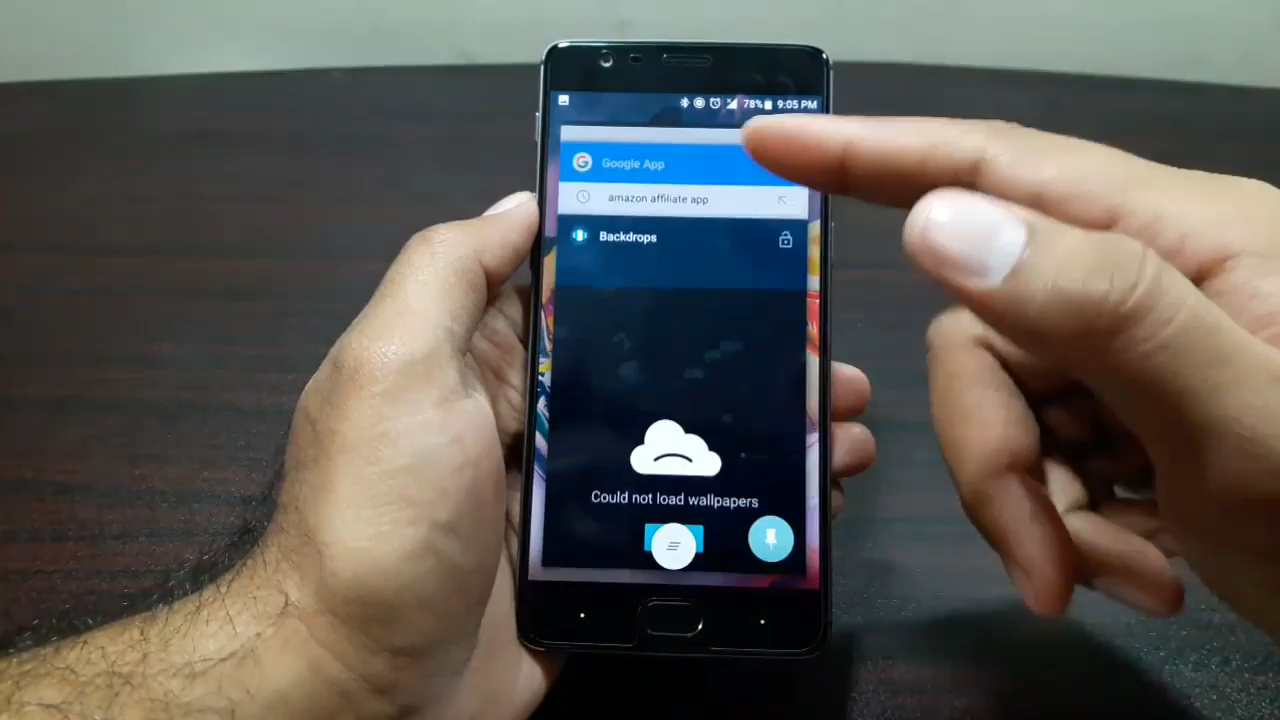 78% 9:05 PM
Google App
amazon affiliate app
Backdrops
Could not load wallpapers